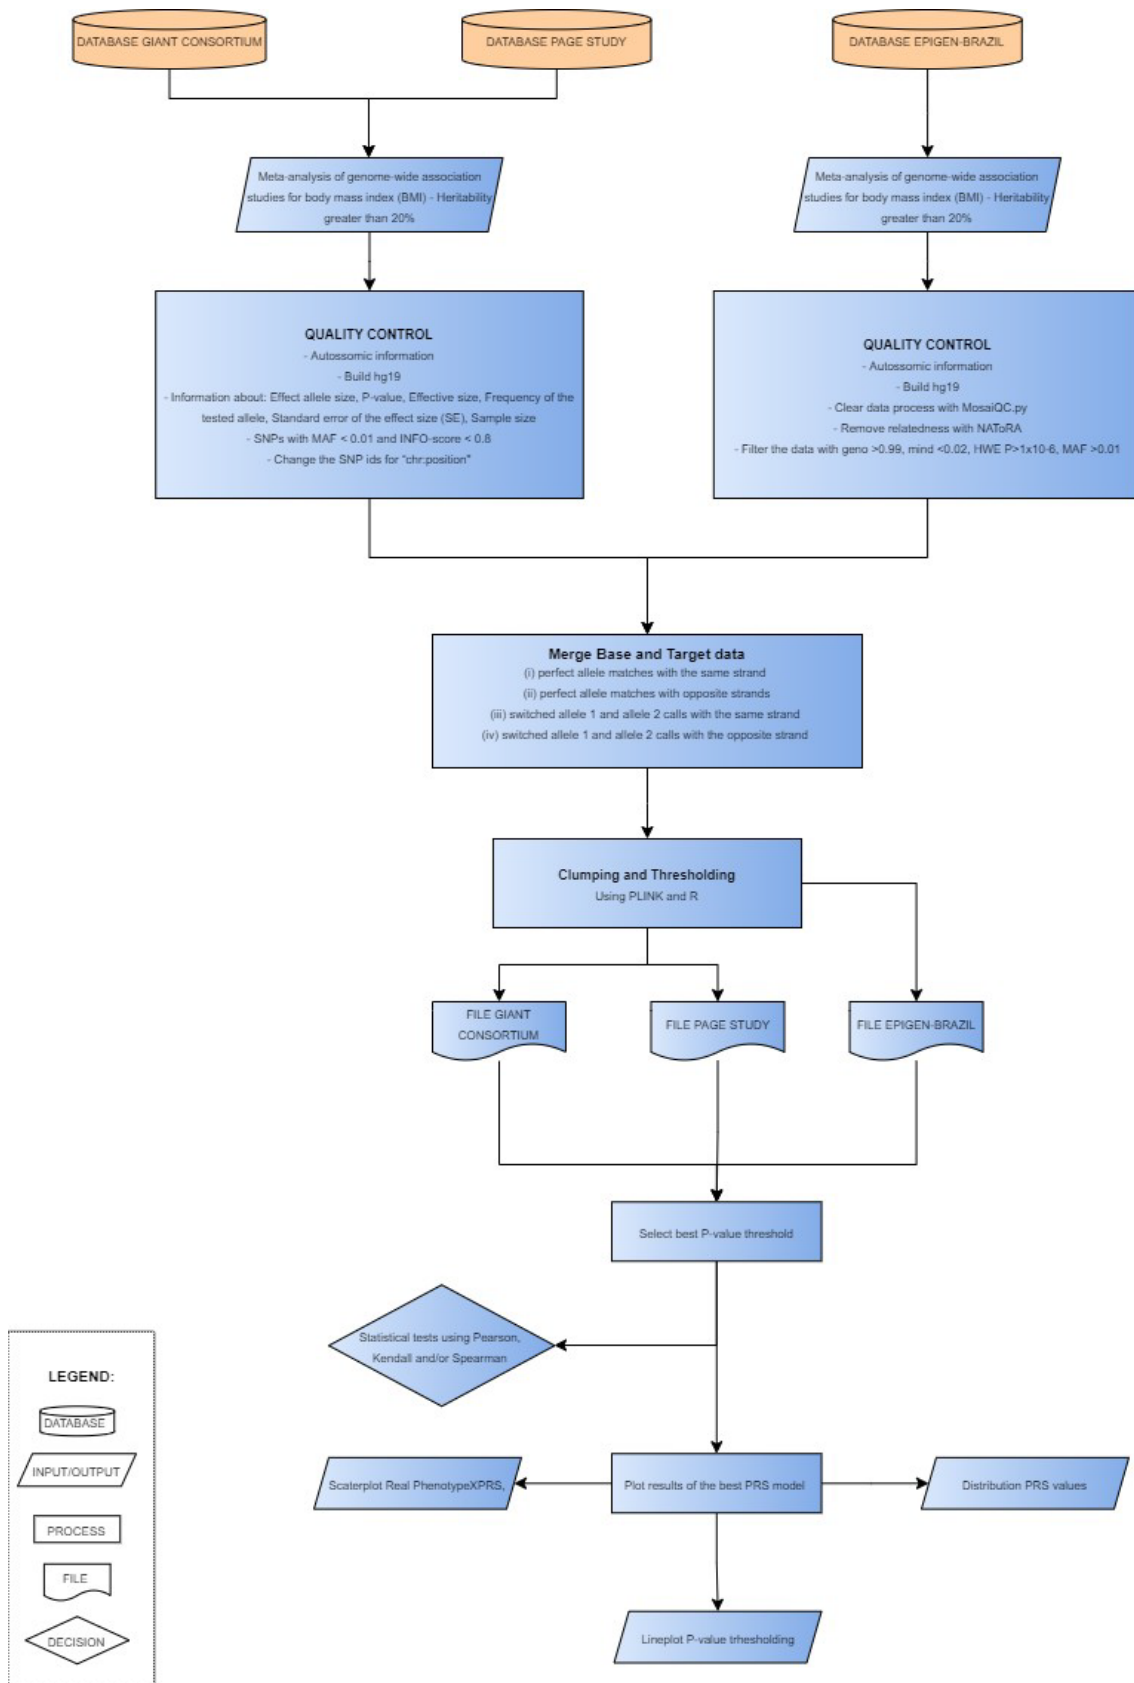 DATABASE GIANT CONSORTIUM
DATABASE PAGE STUDY
DATABASE EPIGEN-BRAZIL
Meta-analysis of genome-wide association
studies for body mass index (BMI) - Heritability
greater than 20%
Meta-analysis of genome-wide association
studies for body mass index (BMI) - Heritability
greater than 20%
QUALITY CONTROL
- Autossomic information
- Build hg19
- Information about: Effect allele size, P-value, Effective size, Frequency of the
tested allele, Standard error of the effect size (SE), Sample size
- SNPs with MAF < 0.01 and INFO-score < 0.8
- Change the SNP ids for "chr:position"
QUALITY CONTROL
- Autossomic information
- Build hg19
- Clear data process with MosaiQC.py
- Remove relatedness with NAToRA
- Filter the data with geno >0.99, mind <0.02, HWE P>1x10-6, MAF >0.01
Merge Base and Target data
(i) perfect allele matches with the same strand
(ii) perfect allele matches with opposite strands
(iii) switched allele 1 and allele 2 calls with the same strand
(iv) switched allele 1 and allele 2 calls with the opposite strand
Clumping and Thresholding
Using PLINK and R
FILE GIANT
CONSORTIUM
FILE PAGE STUDY
FILE EPIGEN-BRAZIL
Select best P-value threshold
Statistical tests using Pearson,
Kendall and/or Spearman
Scaterplot Real PhenotypeXPRS,
Plot results of the best PRS model
Distribution PRS values
Lineplot P-value trhesholding
LEGEND:
DATABASE
INPUT/OUTPUT
PROCESS
FILE
DECISION